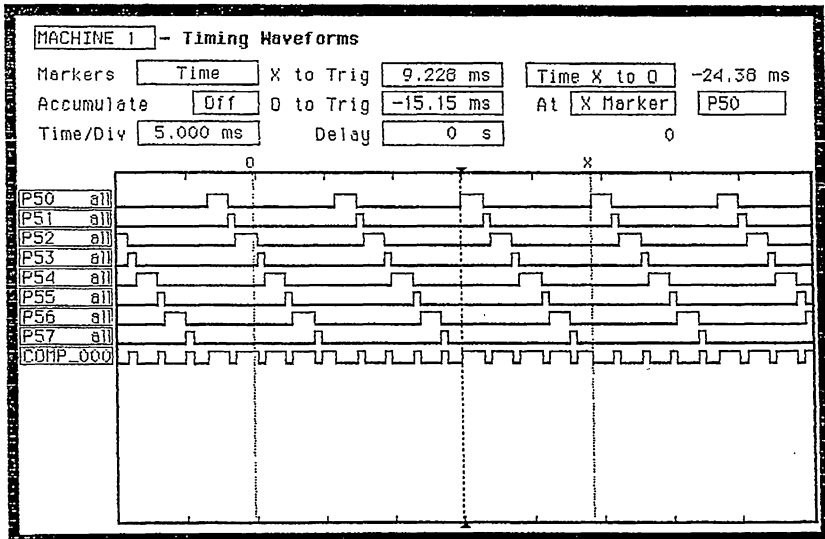 MACHINE 1 - Timing Waveforms
Markers Time X to Trig 9.228 ms Time X to O -24.38 ms
Accumulate Off O to Trig -15.15 ms At X Marker P50
Time/Div 5.000 ms Delay 0 s 0
O X
P50 all
P51 all
P52 all
P53 all
P54 all
P55 all
P56 all
P57 all
COMP_000